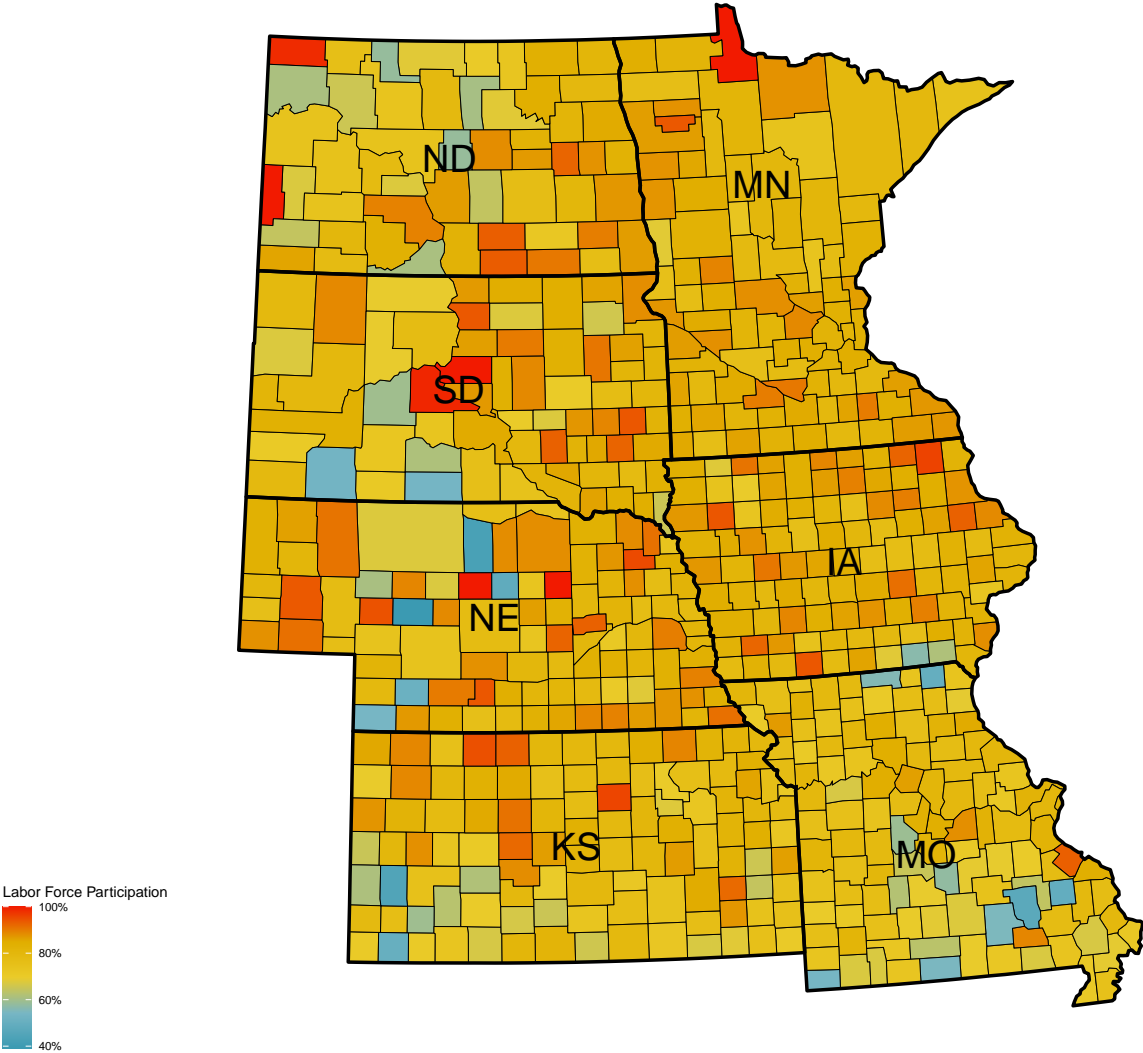 ND
MN
SD
IA
NE
KS
MO
Labor Force Participation
100%
80%
60%
40%